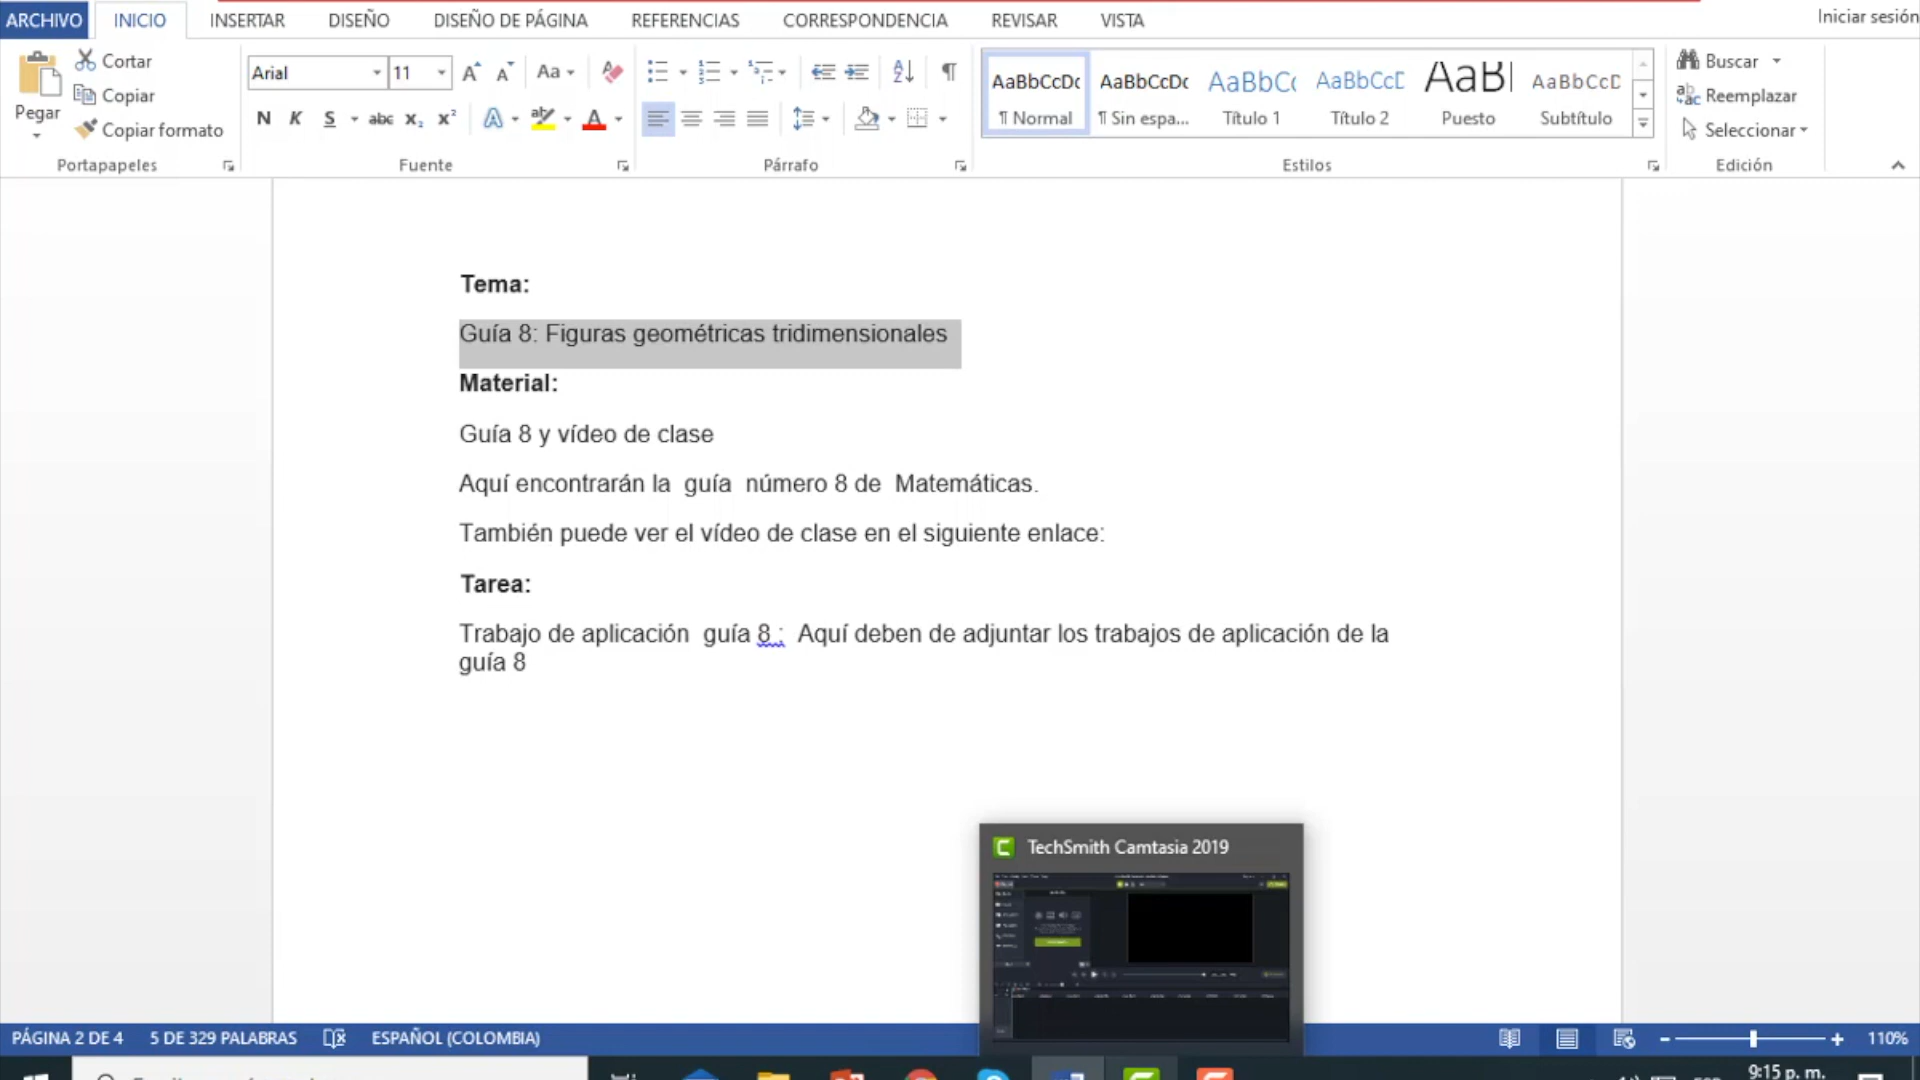 ARCHIVO INICIO INSERTAR DISEÑO DISEÑO DE PÁGINA REFERENCIAS CORRESPONDENCIA REVISAR VISTA Iniciar sesión
Pegar
Cortar
Copiar
Copiar formato
Portapapeles
Arial 11
Fuente
Párrafo
AaBbCcDc AaBbCcDc AaBbC AaBbCcD AaB AaBbCcD
¶ Normal ¶ Sin espa... Título 1 Título 2 Puesto Subtítulo
Estilos
Buscar
Reemplazar
Seleccionar
Edición
Tema:
Guía 8: Figuras geométricas tridimensionales
Material:
Guía 8 y vídeo de clase
Aquí encontrarán la guía número 8 de Matemáticas.
También puede ver el vídeo de clase en el siguiente enlace:
Tarea:
Trabajo de aplicación guía 8 : Aquí deben de adjuntar los trabajos de aplicación de la
guía 8
TechSmith Camtasia 2019
PÁGINA 2 DE 4 5 DE 329 PALABRAS ESPAÑOL (COLOMBIA) 110%
9:15 p. m.